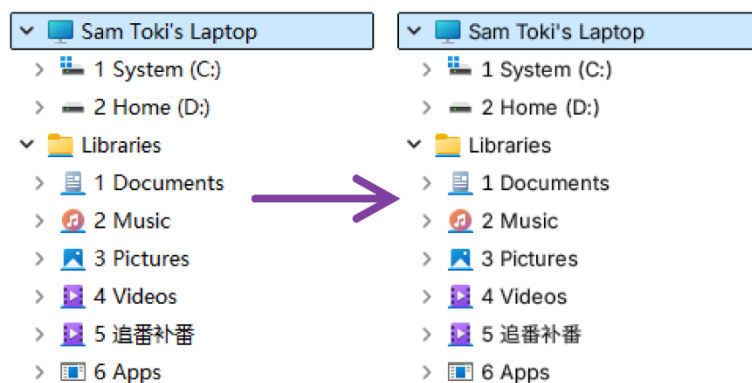 Sam Toki's Laptop
1 System (C:)
2 Home (D:)
Libraries
1 Documents
2 Music
3 Pictures
4 Videos
5 追番补番
6 Apps
Sam Toki's Laptop
1 System (C:)
2 Home (D:)
Libraries
1 Documents
2 Music
3 Pictures
4 Videos
5 追番补番
6 Apps